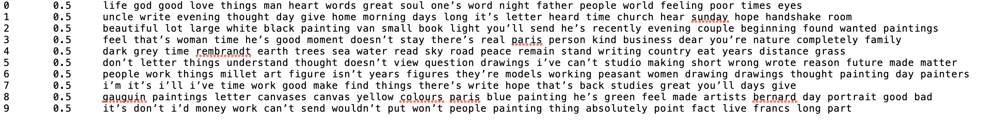 0 0.5 life god good love things man heart words great soul one’s word night father people world feeling poor times eyes
1 0.5 uncle write evening thought day give home morning days long it’s letter heard time church hear sunday hope handshake room
2 0.5 beautiful lot large white black painting van small book light you’ll send he’s recently evening couple beginning found wanted paintings
3 0.5 feel that’s woman time he’s good moment doesn’t stay there’s real paris person kind business dear you’re nature completely family
4 0.5 dark grey time rembrandt earth trees sea water read sky road peace remain stand writing country eat years distance grass
5 0.5 don’t letter things understand thought doesn’t view question drawings i’ve can’t studio making short wrong wrote reason future made matter
6 0.5 people work things millet art figure isn’t years figures they’re models working peasant women drawing drawings thought painting day painters
7 0.5 i’m it’s i’ll i’ve time work good make find things there’s write hope that’s back studies great you’ll days give
8 0.5 gauguin paintings letter canvases canvas yellow colours paris blue painting he’s green feel made artists bernard day portrait good bad
9 0.5 it’s don’t i’d money work can’t send wouldn’t put won’t people painting thing absolutely point fact live francs long part